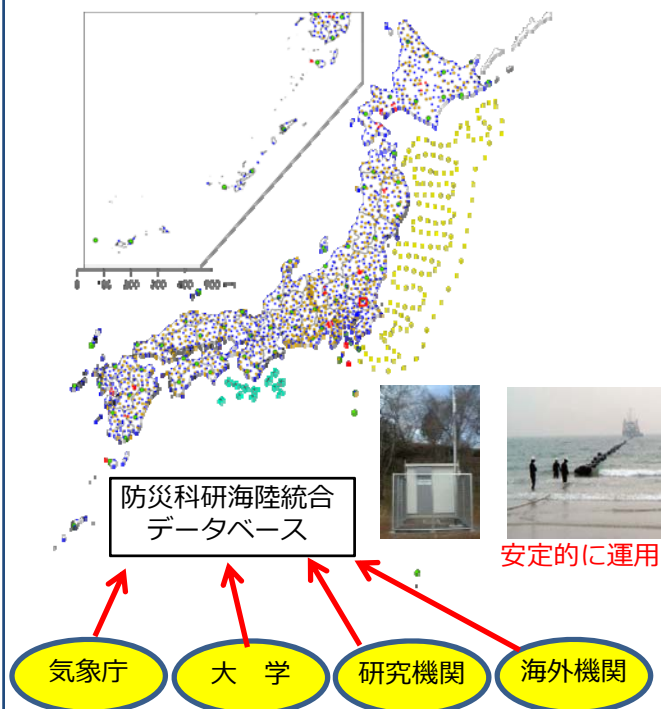 防災科研海陸統合
データベース
安定的に運用
気象庁
大　学
研究機関
海外機関